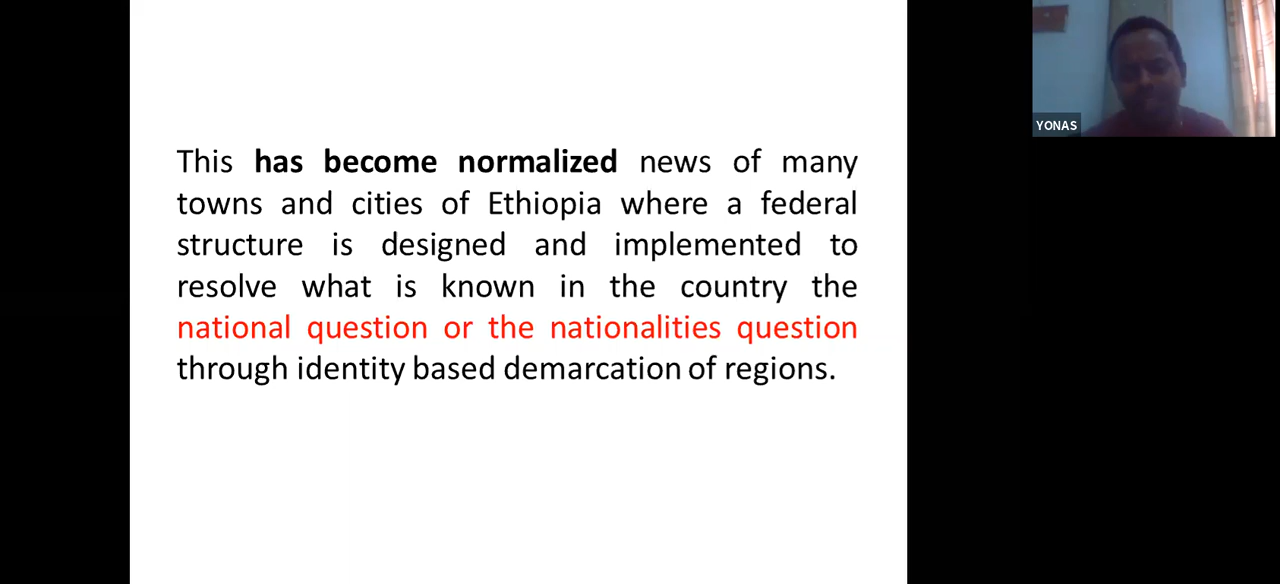 This has become normalized news of many
towns and cities of Ethiopia where a federal
structure is designed and implemented to
resolve what is known in the country the
national question or the nationalities question
through identity based demarcation of regions.
YONAS